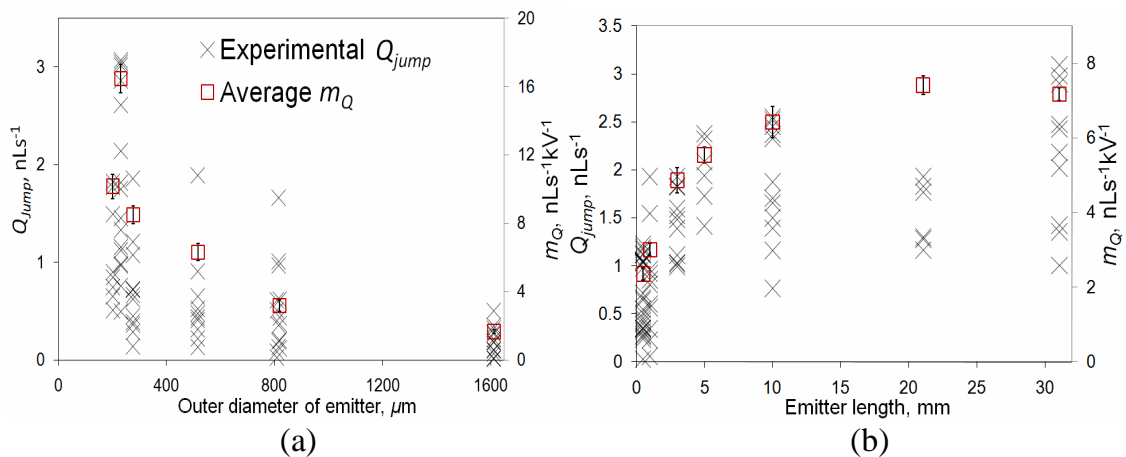 20
16
12
8
4
0
3
2
1
0
Experimental Q_jump
Average m_Q
Q_Jump, nLs⁻¹
m_Q, nLs⁻¹kV⁻¹
0 400 800 1200 1600
Outer diameter of emitter, µm
(a)
3.5
3
2.5
2
1.5
1
0.5
0
8
6
4
2
0
Q_jump, nLs⁻¹
m_Q, nLs⁻¹kV⁻¹
0 5 10 15 20 25 30
Emitter length, mm
(b)